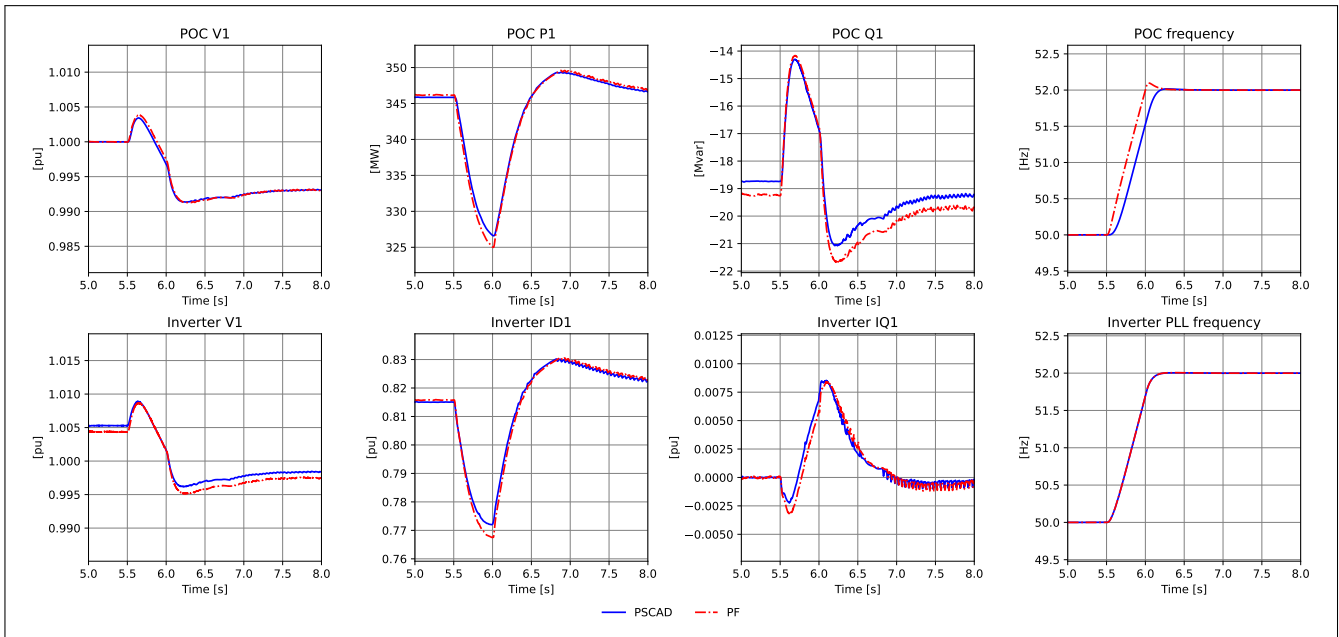 POC V1
POC P1
POC Q1
POC frequency
1.010
1.005
1.000
0.995
0.990
0.985
[pu]
5.0 5.5 6.0 6.5 7.0 7.5 8.0
Time [s]
350
345
340
335
330
325
[MW]
5.0 5.5 6.0 6.5 7.0 7.5 8.0
Time [s]
−14
−15
−16
−17
−18
−19
−20
−21
−22
[Mvar]
5.0 5.5 6.0 6.5 7.0 7.5 8.0
Time [s]
52.5
52.0
51.5
51.0
50.5
50.0
49.5
[Hz]
5.0 5.5 6.0 6.5 7.0 7.5 8.0
Time [s]
Inverter V1
Inverter ID1
Inverter IQ1
Inverter PLL frequency
1.015
1.010
1.005
1.000
0.995
0.990
[pu]
5.0 5.5 6.0 6.5 7.0 7.5 8.0
Time [s]
0.83
0.82
0.81
0.80
0.79
0.78
0.77
0.76
[pu]
5.0 5.5 6.0 6.5 7.0 7.5 8.0
Time [s]
0.0125
0.0100
0.0075
0.0050
0.0025
0.0000
−0.0025
−0.0050
[pu]
5.0 5.5 6.0 6.5 7.0 7.5 8.0
Time [s]
52.5
52.0
51.5
51.0
50.5
50.0
49.5
[Hz]
5.0 5.5 6.0 6.5 7.0 7.5 8.0
Time [s]
PSCAD PF